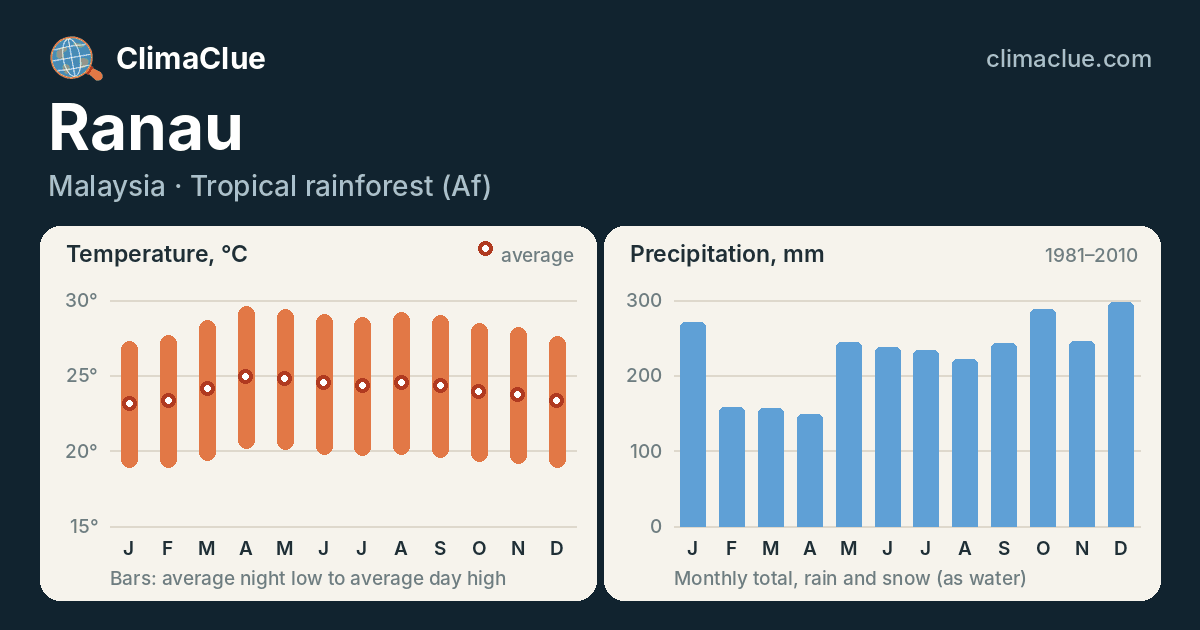 ClimaClue
climaclue.com
Ranau
Malaysia · Tropical rainforest (Af)
Temperature, °C
average
30°
25°
20°
15°
J F M A M J J A S O N D
Bars: average night low to average day high
Precipitation, mm
1981–2010
300
200
100
0
J F M A M J J A S O N D
Monthly total, rain and snow (as water)